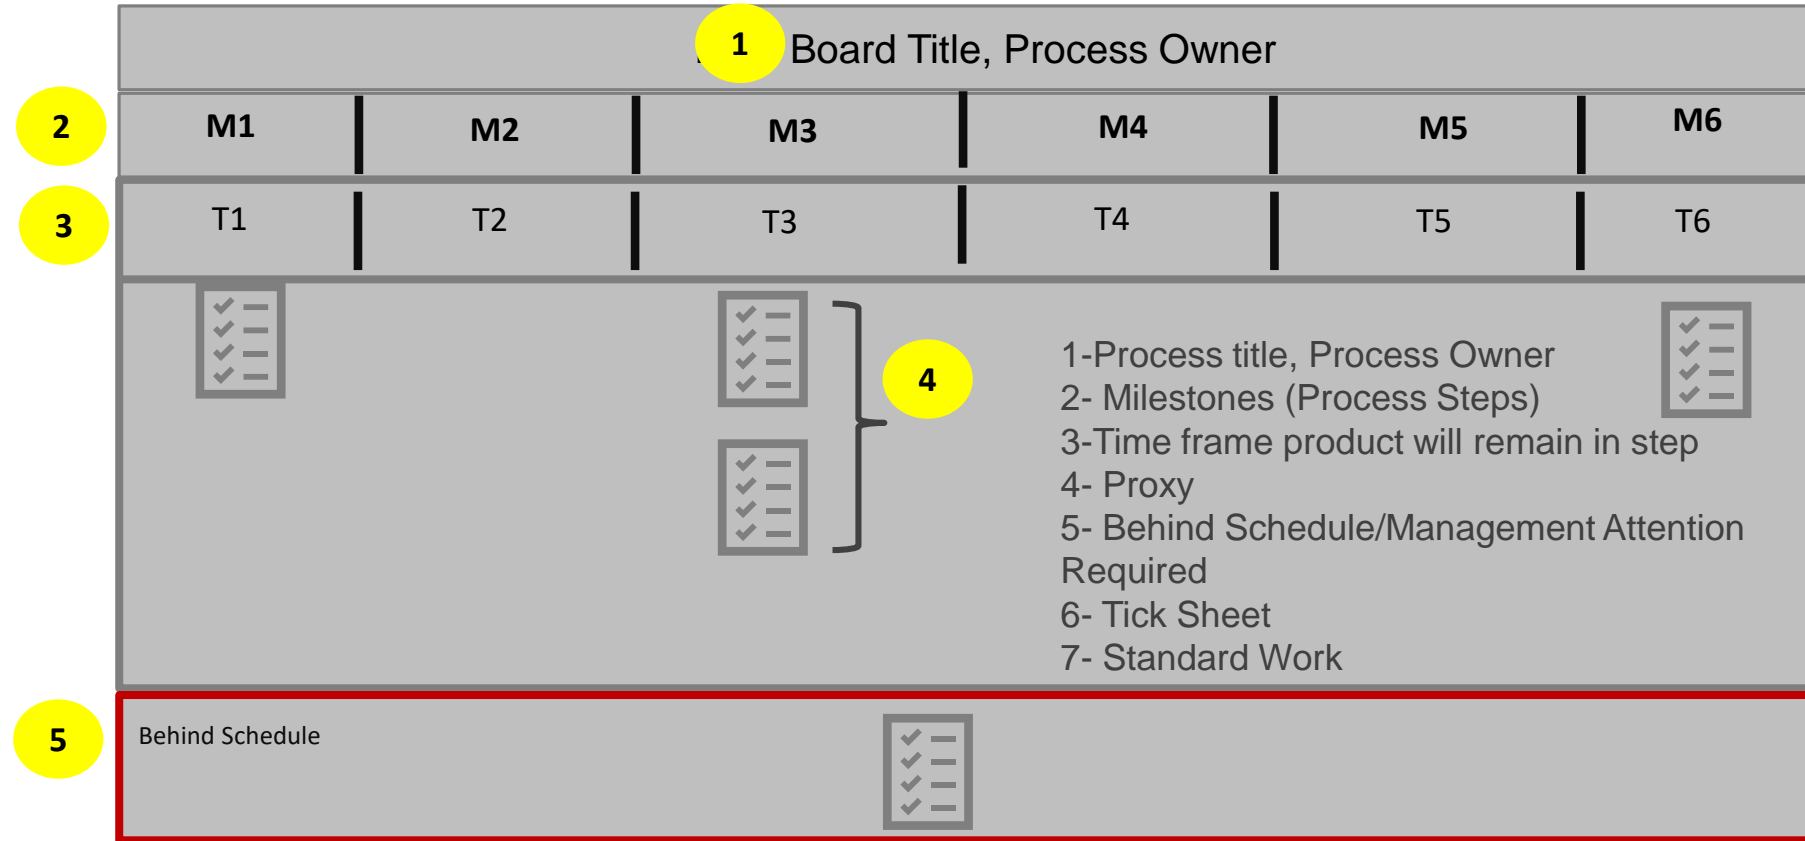 1 Board Title, Process Owner
2 M1 M2 M3 M4 M5 M6
3 T1 T2 T3 T4 T5 T6
4
1-Process title, Process Owner
2- Milestones (Process Steps)
3-Time frame product will remain in step
4- Proxy
5- Behind Schedule/Management Attention
Required
6- Tick Sheet
7- Standard Work
5 Behind Schedule